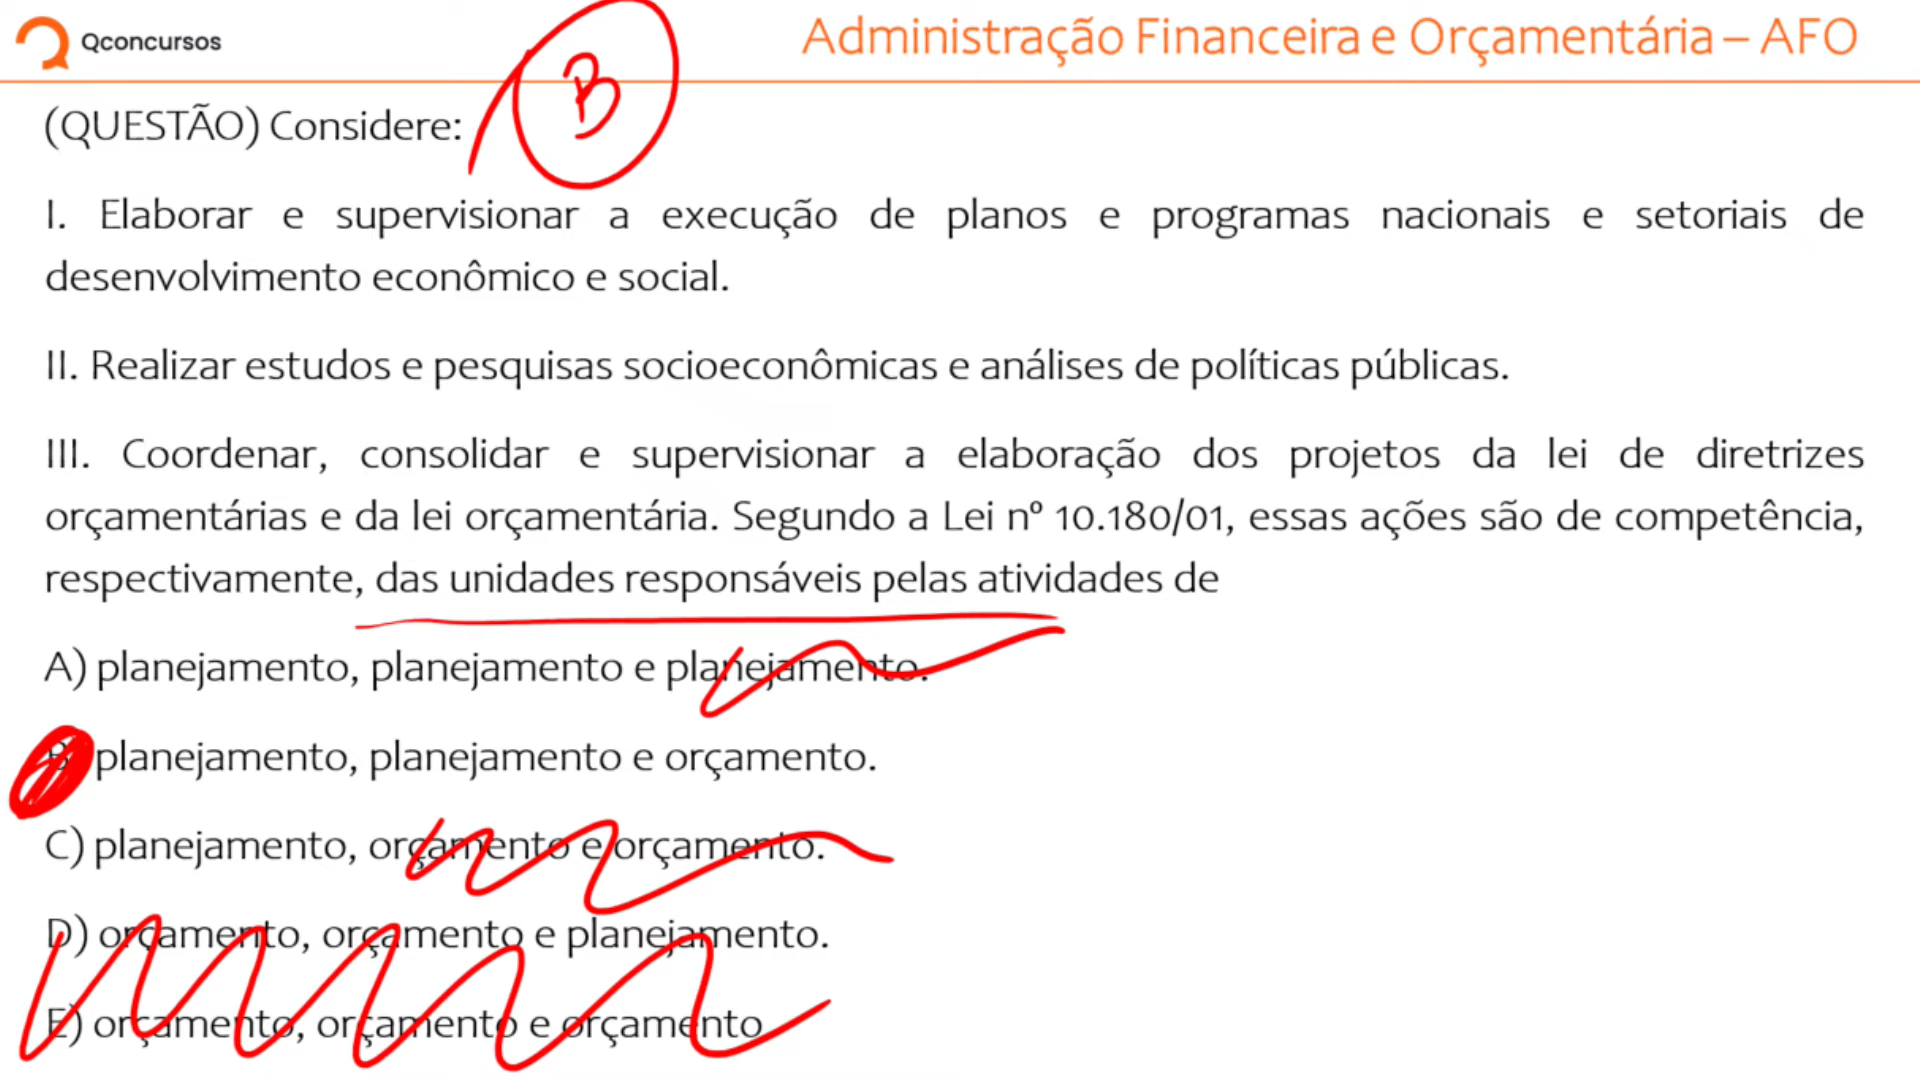 Qconcursos
Administração Financeira e Orçamentária – AFO
B
(QUESTÃO) Considere:
I. Elaborar e supervisionar a execução de planos e programas nacionais e setoriais de
desenvolvimento econômico e social.
II. Realizar estudos e pesquisas socioeconômicas e análises de políticas públicas.
III. Coordenar, consolidar e supervisionar a elaboração dos projetos da lei de diretrizes
orçamentárias e da lei orçamentária. Segundo a Lei nº 10.180/01, essas ações são de competência,
respectivamente, das unidades responsáveis pelas atividades de
A) planejamento, planejamento e planejamento.
B) planejamento, planejamento e orçamento.
C) planejamento, orçamento e orçamento.
D) orçamento, orçamento e planejamento.
E) orçamento, orçamento e orçamento